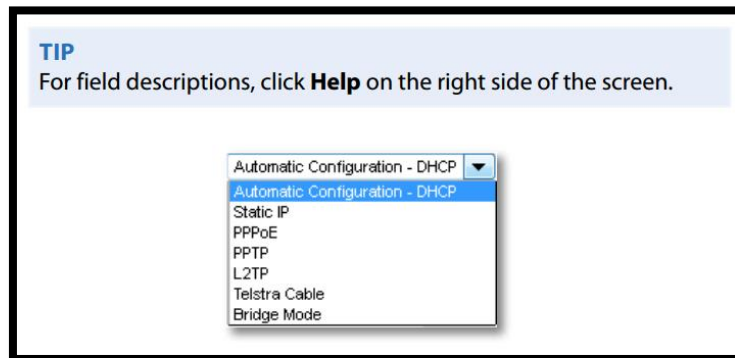 TIP
For field descriptions, click Help on the right side of the screen.
Automatic Configuration - DHCP
Automatic Configuration - DHCP
Static IP
PPPoE
PPTP
L2TP
Telstra Cable
Bridge Mode